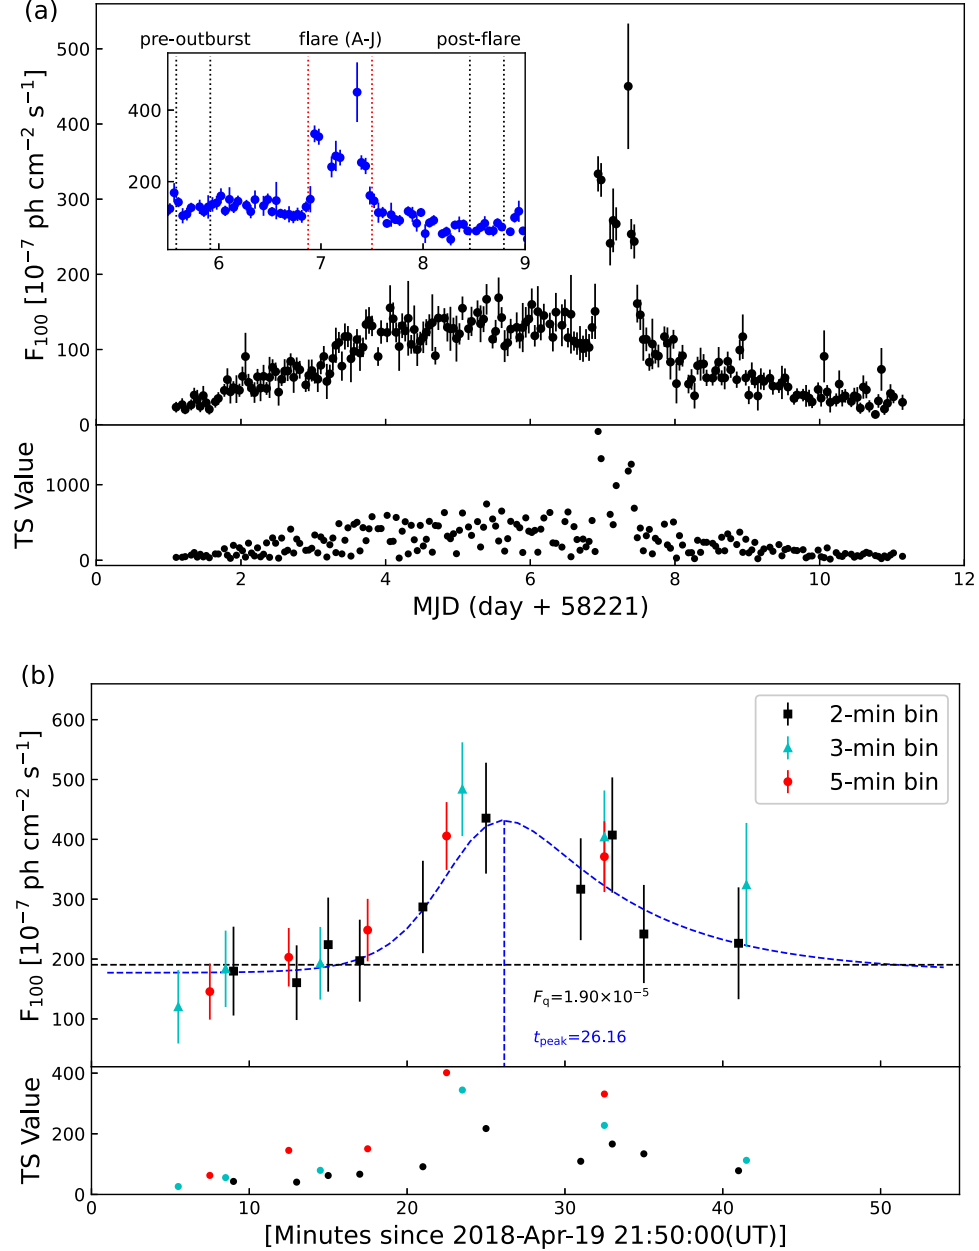 (a)
pre-outburst flare (A-J) post-flare
500
400
300
200
100
0
F100 [10⁻⁷ ph cm⁻² s⁻¹]
400
200
6 7 8 9
1000
0
TS Value
0 2 4 6 8 10 12
MJD (day + 58221)
(b)
600
500
400
300
200
100
F100 [10⁻⁷ ph cm⁻² s⁻¹]
2-min bin
3-min bin
5-min bin
Fq=1.90×10⁻⁵
tpeak=26.16
400
200
0
TS Value
0 10 20 30 40 50
[Minutes since 2018-Apr-19 21:50:00(UT)]